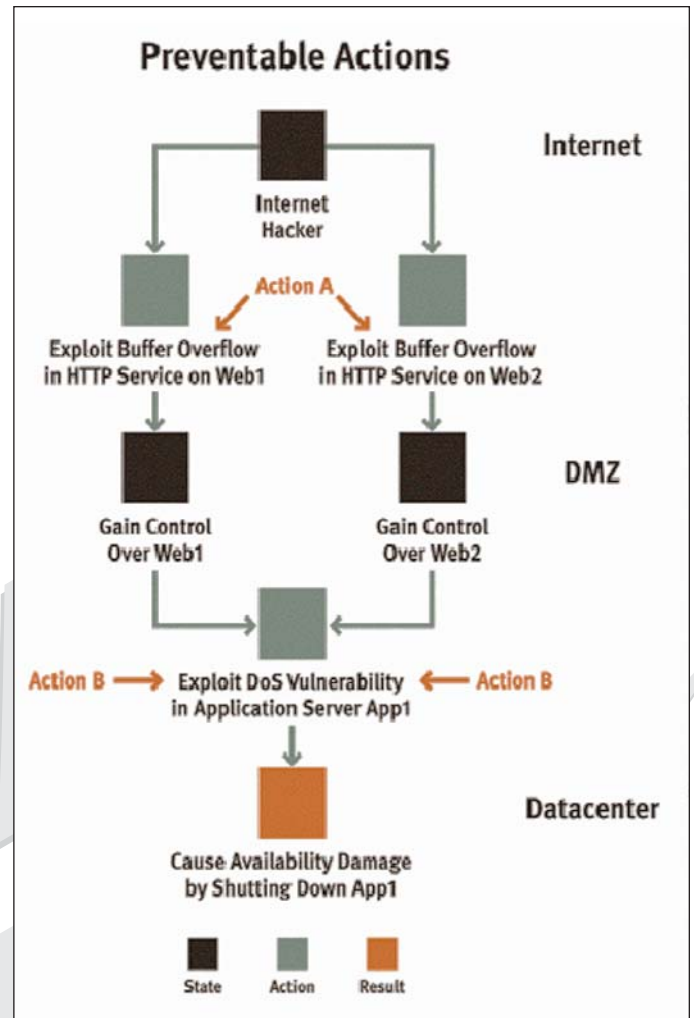 Preventable Actions
Internet
Internet
Hacker
Action A
Exploit Buffer Overflow
in HTTP Service on Web1
Exploit Buffer Overflow
in HTTP Service on Web2
DMZ
Gain Control
Over Web1
Gain Control
Over Web2
Action B
Exploit DoS Vulnerability
in Application Server App1
Action B
Datacenter
Cause Availability Damage
by Shutting Down App1
State
Action
Result